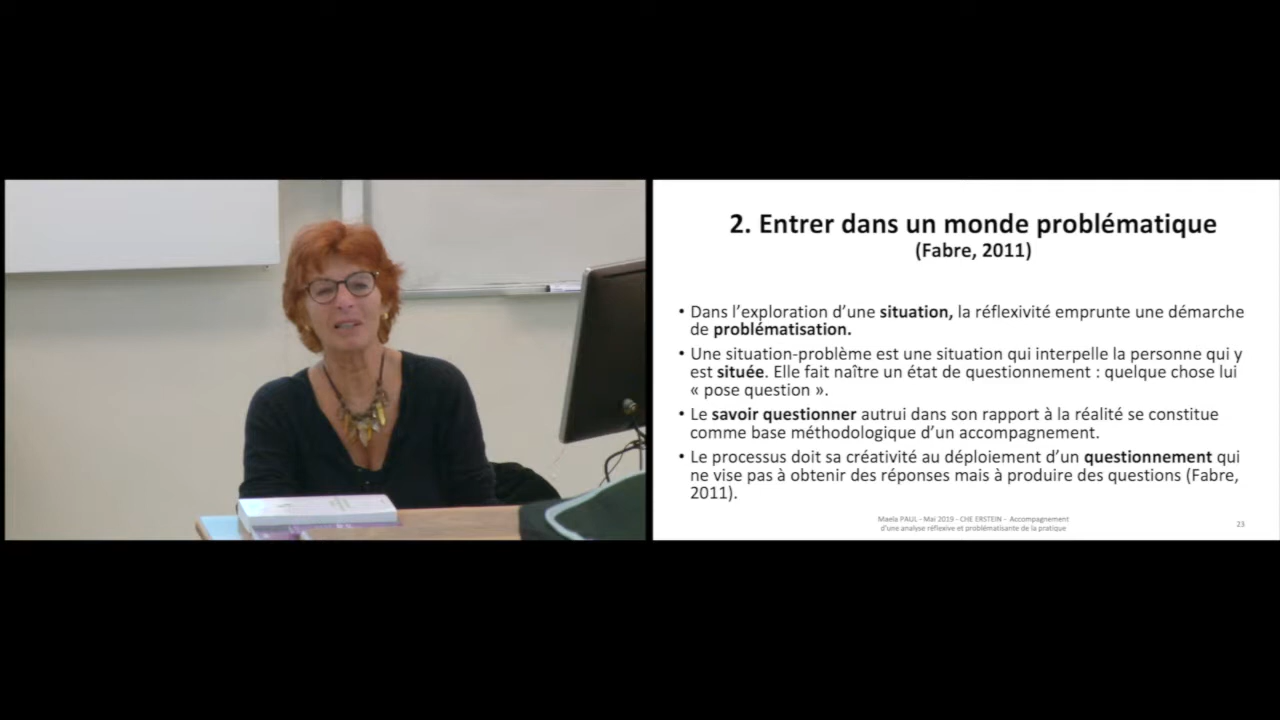 2. Entrer dans un monde problématique
(Fabre, 2011)
• Dans l'exploration d'une situation, la réflexivité emprunte une démarche
de problématisation.
• Une situation-problème est une situation qui interpelle la personne qui y
est située. Elle fait naître un état de questionnement : quelque chose lui
« pose question ».
• Le savoir questionner autrui dans son rapport à la réalité se constitue
comme base méthodologique d'un accompagnement.
• Le processus doit sa créativité au déploiement d'un questionnement qui
ne vise pas à obtenir des réponses mais à produire des questions (Fabre,
2011).
Maela PAUL - Mai 2019 - CHE ERSTEIN - Accompagnement
d'une analyse réflexive et problématisante de la pratique
23